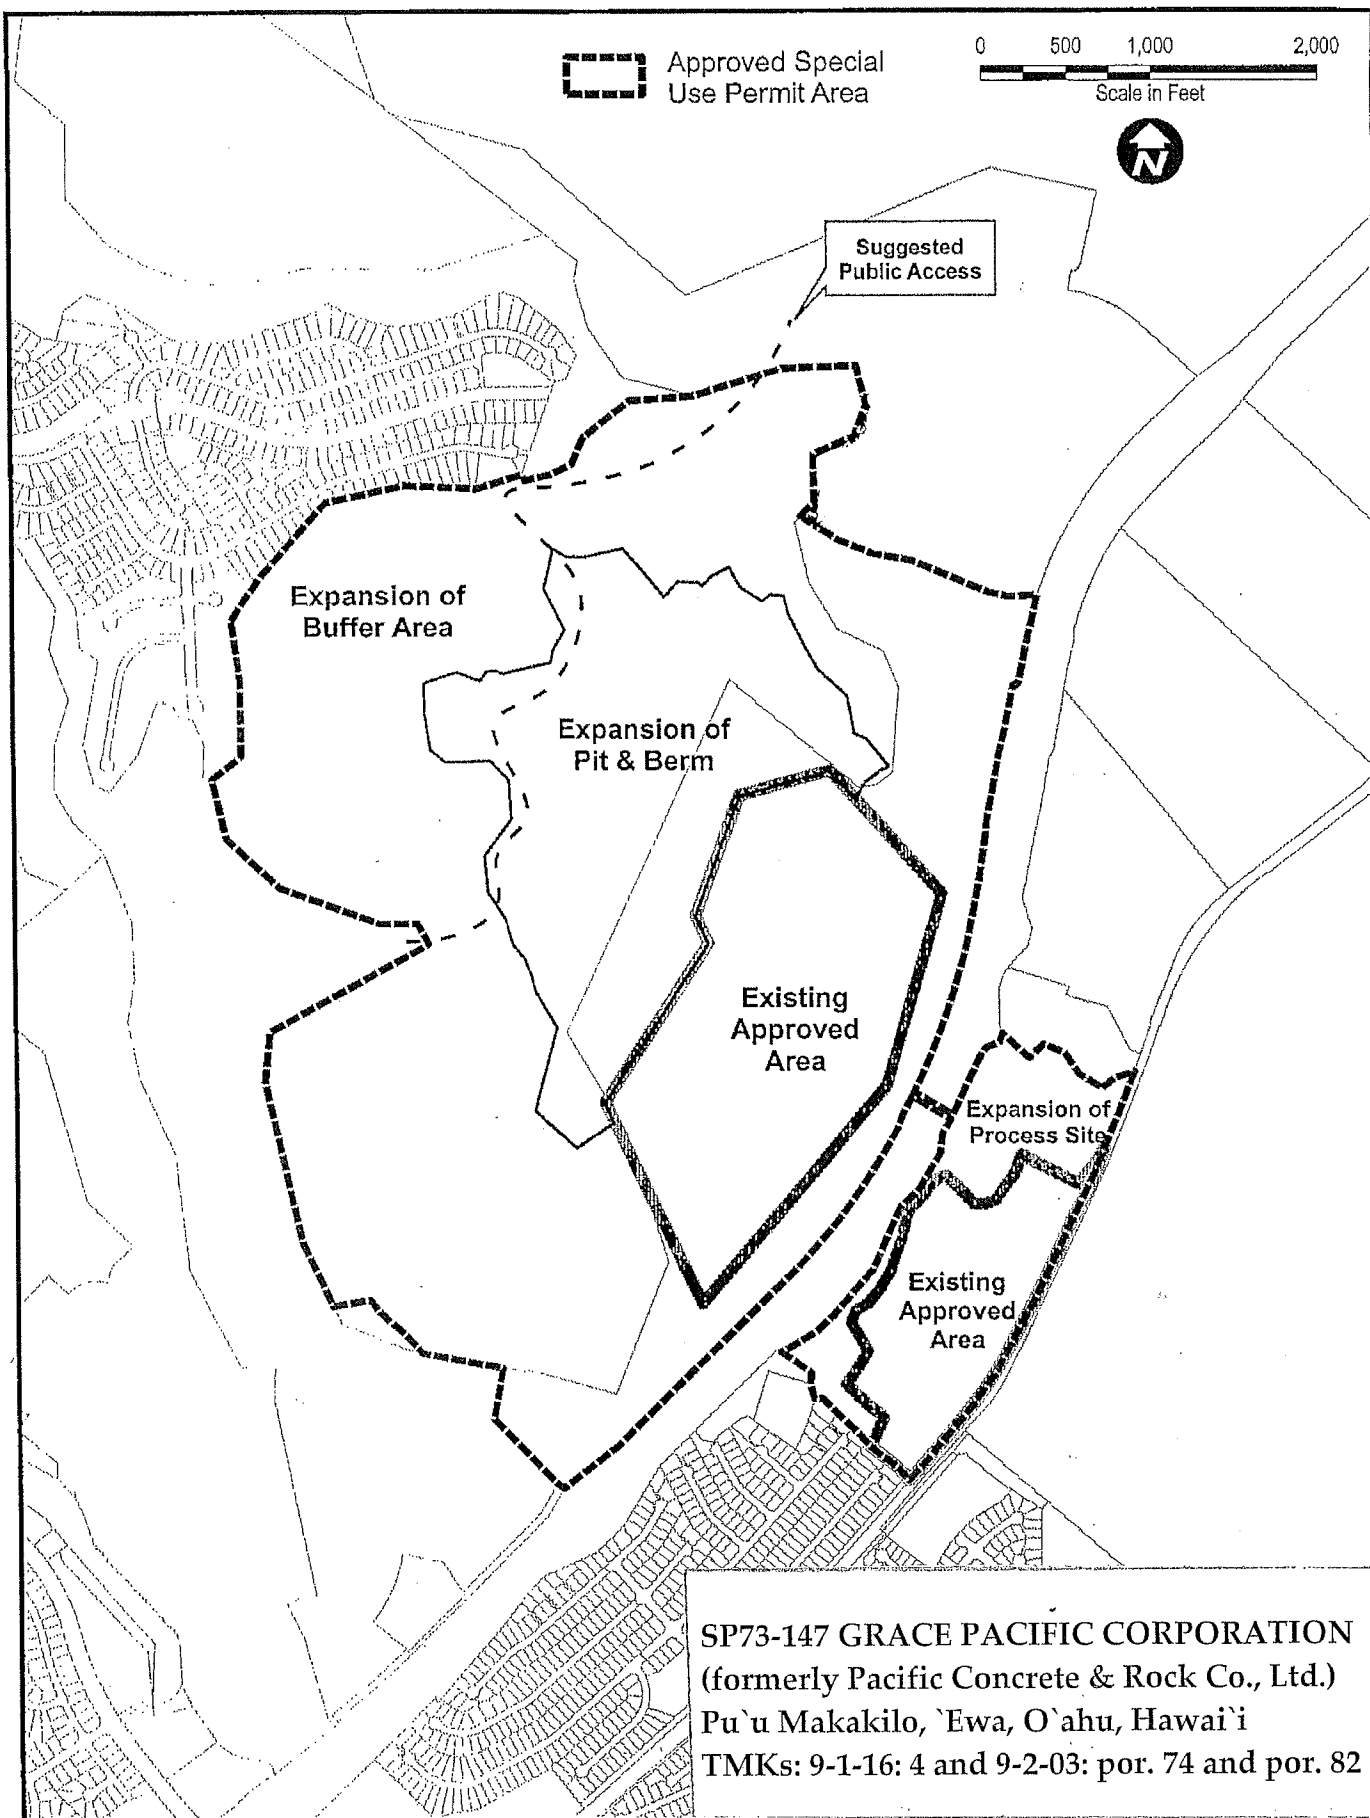 Approved Special
Use Permit Area
0 500 1,000 2,000
Scale in Feet
N
Suggested
Public Access
Expansion of
Buffer Area
Expansion of
Pit & Berm
Existing
Approved
Area
Expansion of
Process Site
Existing
Approved
Area
SP73-147 GRACE PACIFIC CORPORATION
(formerly Pacific Concrete & Rock Co., Ltd.)
Pu`u Makakilo, `Ewa, O`ahu, Hawai`i
TMKs: 9-1-16: 4 and 9-2-03: por. 74 and por. 82